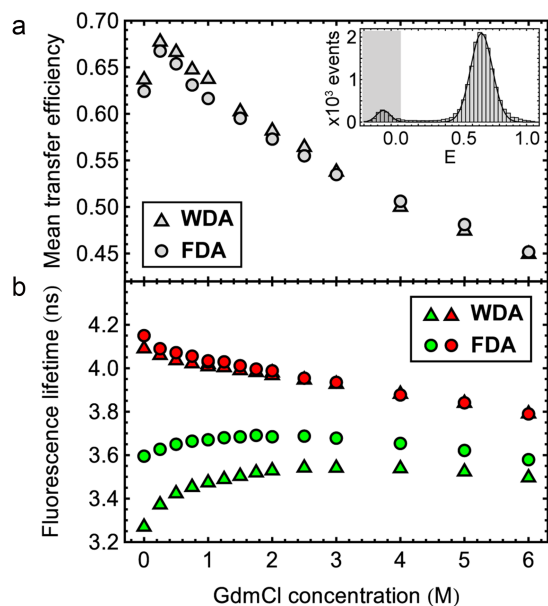 a
Mean transfer efficiency
0.70
0.65
0.60
0.55
0.50
0.45
x10³ events
2
1
0
0.0 0.5 1.0
E
WDA
FDA
b
Fluorescence lifetime (ns)
4.2
4.0
3.8
3.6
3.4
3.2
WDA
FDA
0 1 2 3 4 5 6
GdmCl concentration (M)